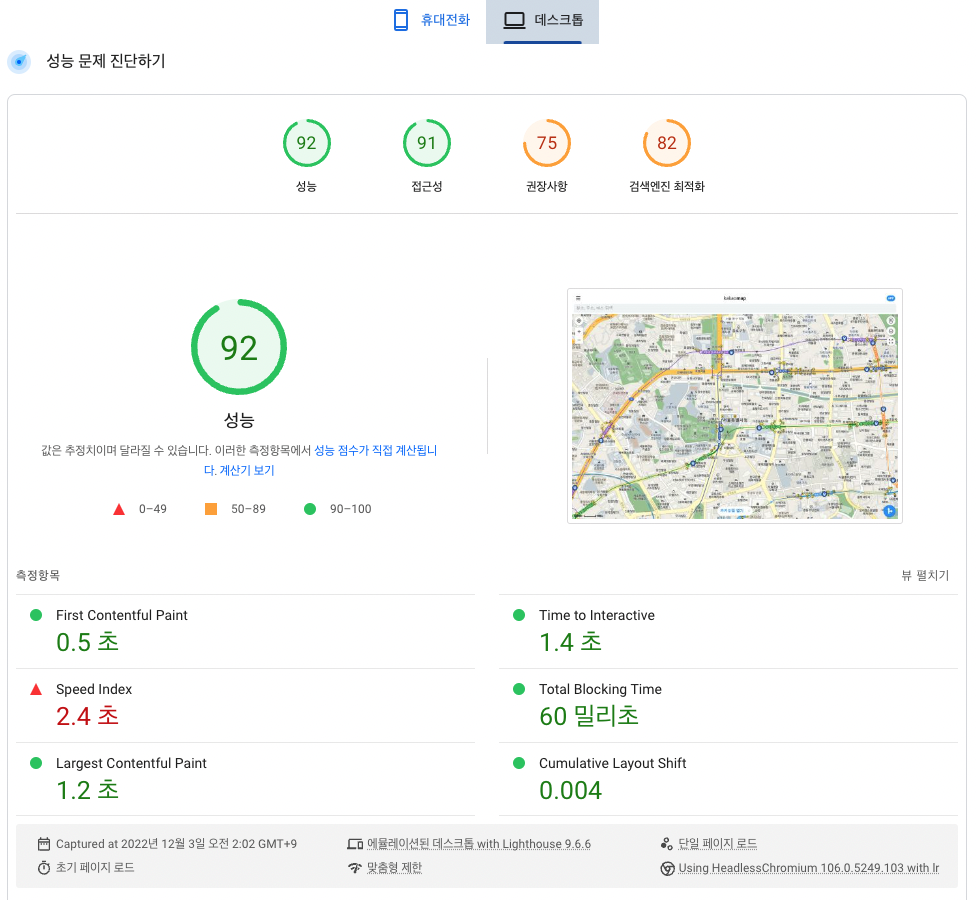 휴대전화
데스크톱
성능 문제 진단하기
92
91
75
82
성능
접근성
권장사항
검색엔진 최적화
92
성능
값은 추정치이며 달라질 수 있습니다. 이러한 측정항목에서 성능 점수가 직접 계산됩니
다. 계산기 보기
0–49
50–89
90–100
kakaomap
측정항목
뷰 펼치기
First Contentful Paint
0.5 초
Time to Interactive
1.4 초
Speed Index
2.4 초
Total Blocking Time
60 밀리초
Largest Contentful Paint
1.2 초
Cumulative Layout Shift
0.004
Captured at 2022년 12월 3일 오전 2:02 GMT+9
에뮬레이션된 데스크톱 with Lighthouse 9.6.6
단일 페이지 로드
초기 페이지 로드
맞춤형 제한
Using HeadlessChromium 106.0.5249.103 with lr